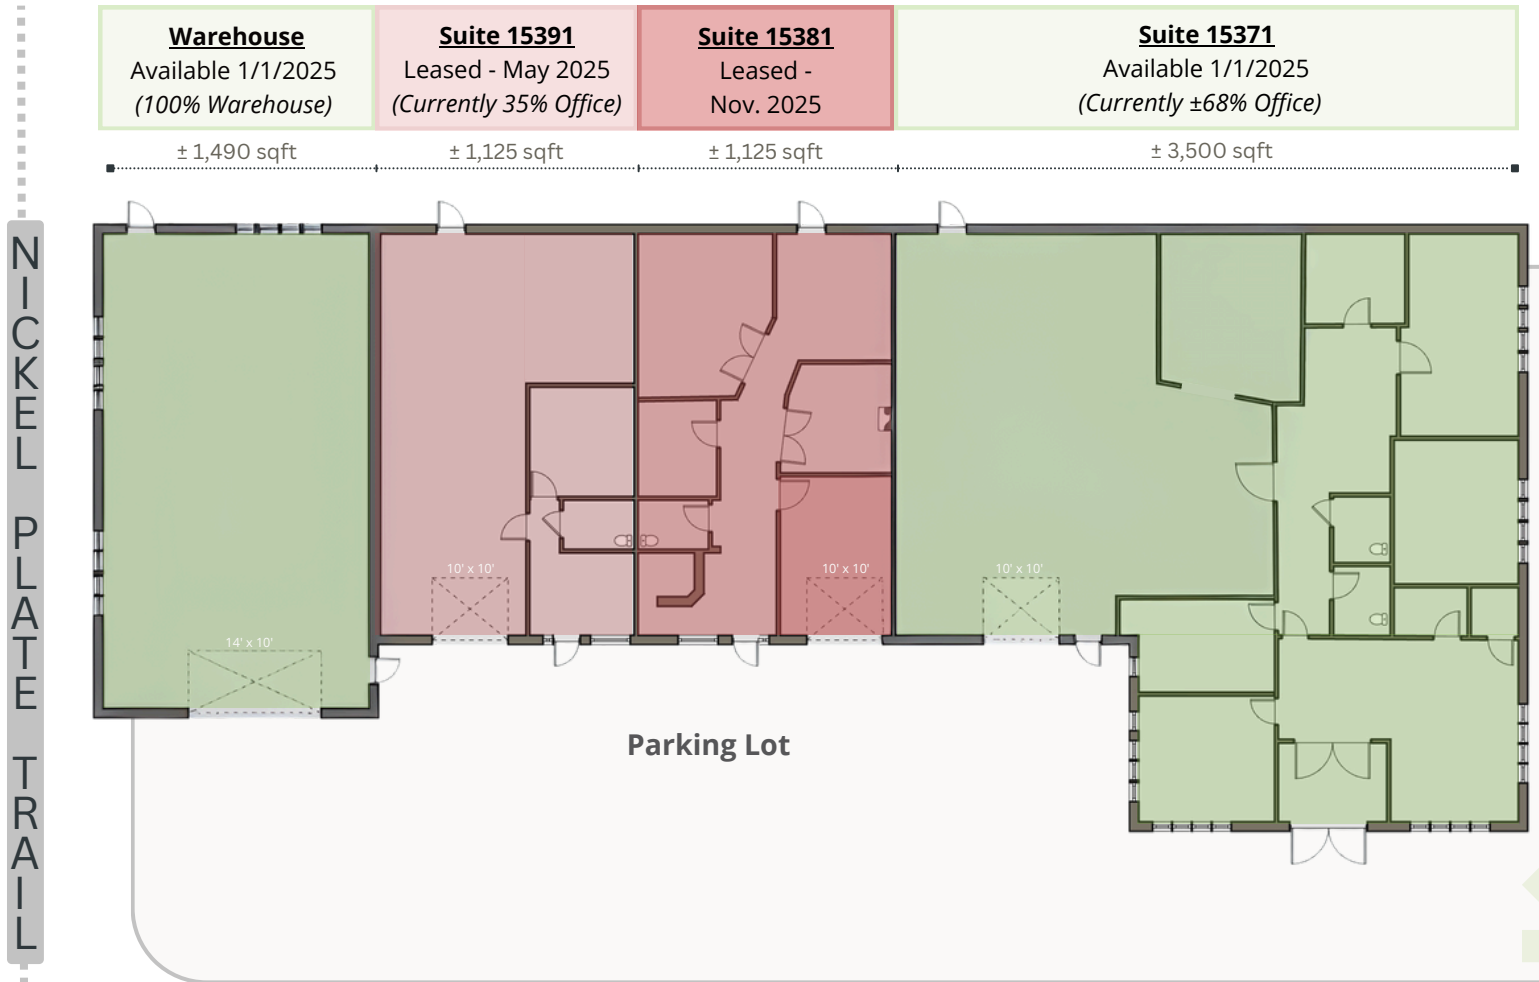 Warehouse
Available 1/1/2025
(100% Warehouse)
Suite 15391
Leased - May 2025
(Currently 35% Office)
Suite 15381
Leased -
Nov. 2025
Suite 15371
Available 1/1/2025
(Currently ±68% Office)
± 1,490 sqft
± 1,125 sqft
± 1,125 sqft
± 3,500 sqft
NICKEL PLATE TRAIL
10' x 10'
10' x 10'
10' x 10'
14' x 10'
Parking Lot